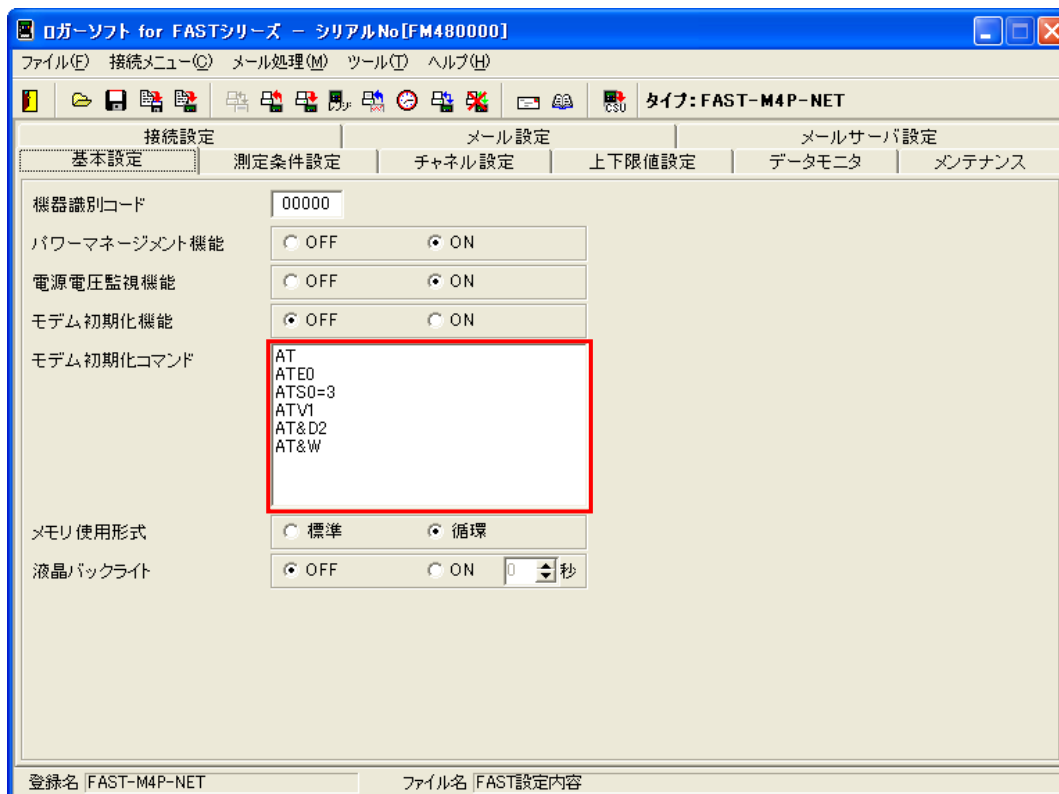 ロガーソフト for FASTシリーズ － シリアルNo[FM480000]
ファイル(F) 接続メニュー(C) メール処理(M) ツール(T) ヘルプ(H)
CSV タイプ：FAST-M4P-NET
接続設定 メール設定 メールサーバ設定
基本設定 測定条件設定 チャネル設定 上下限値設定 データモニタ メンテナンス
機器識別コード 00000
パワーマネージメント機能 OFF ON
電源電圧監視機能 OFF ON
モデム初期化機能 OFF ON
モデム初期化コマンド
AT
ATE0
ATS0=3
ATV1
AT&D2
AT&W
メモリ使用形式 標準 循環
液晶バックライト OFF ON 0 秒
登録名 FAST-M4P-NET ファイル名 FAST設定内容